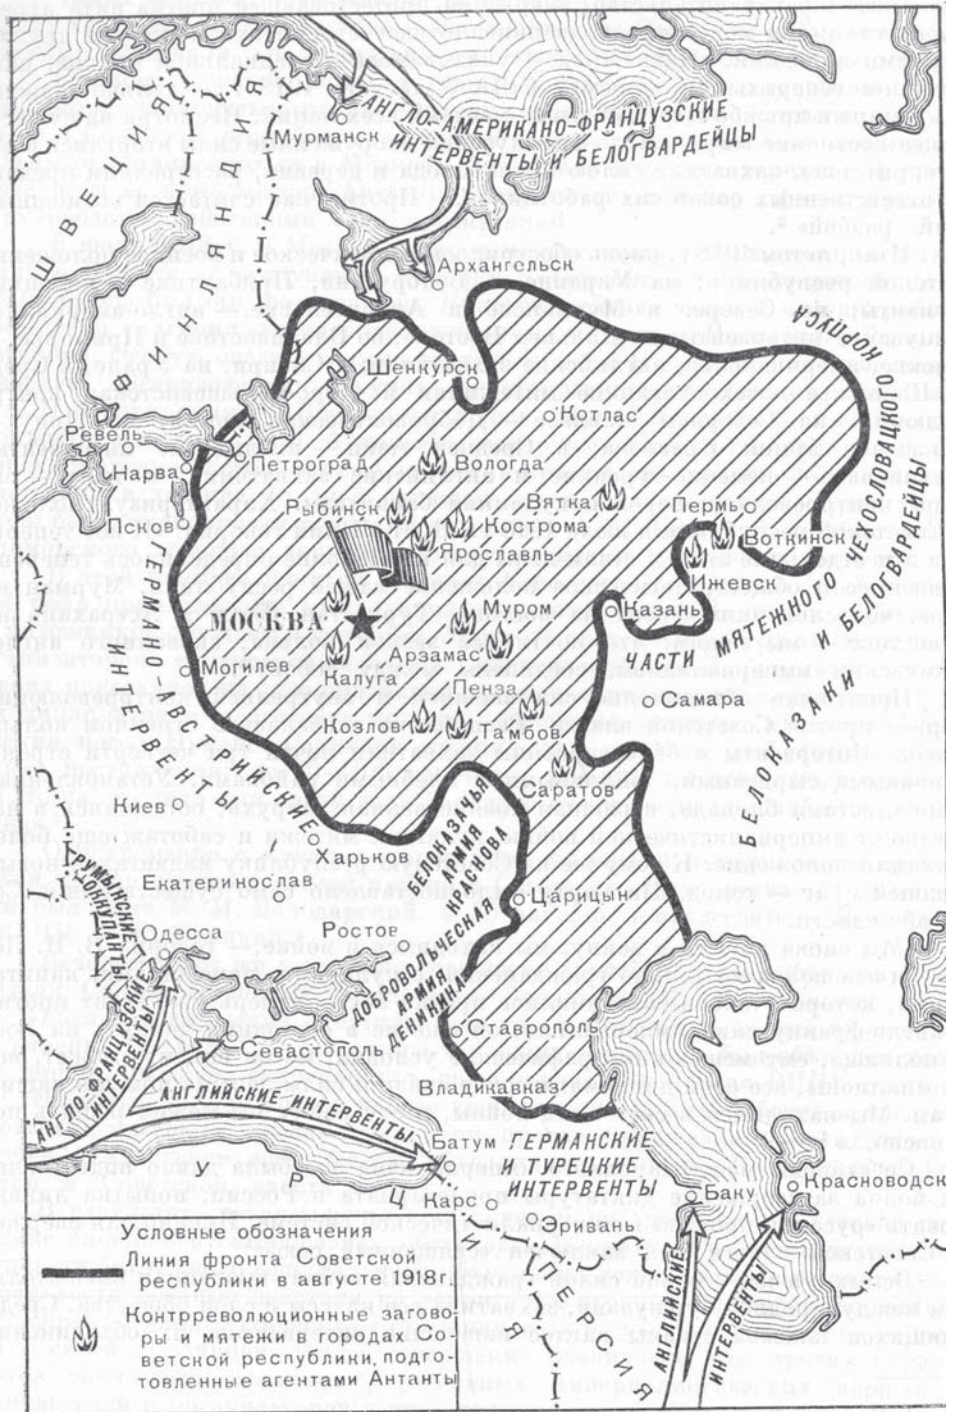 ШВЕЦИЯ
ФИНЛЯНДИЯ
Мурманск
АНГЛО-АМЕРИКАНО-ФРАНЦУЗСКИЕ
ИНТЕРВЕНТЫ И БЕЛОГВАРДЕЙЦЫ
Архангельск
Шенкурск
Котлас
Ревель
Нарва
Петроград
Вологда
Псков
Рыбинск
Кострома
Ярославль
Вятка
Пермь
Воткинск
Ижевск
МОСКВА
Муром
Казань
Арзамас
Могилев
Калуга
Пенза
Самара
Козлов
Тамбов
ЧАСТИ МЯТЕЖНОГО ЧЕХОСЛОВАЦКОГО КОРПУСА
БЕЛОКАЗАКИ И БЕЛОГВАРДЕЙЦЫ
ГЕРМАНО-АВСТРИЙСКИЕ
ИНТЕРВЕНТЫ
Саратов
Киев
Харьков
БЕЛОКАЗАЧЬЯ
АРМИЯ
КРАСНОВА
Екатеринослав
Царицын
РУМЫНСКИЕ
ОККУПАНТЫ
Одесса
Ростов
ДОБРОВОЛЬЧЕСКАЯ
АРМИЯ
ДЕНИКИНА
Ставрополь
Севастополь
АНГЛО-ФРАНЦУЗСКИЕ
ИНТЕРВЕНТЫ
Владикавказ
АНГЛИЙСКИЕ ИНТЕРВЕНТЫ
Батум
ГЕРМАНСКИЕ
И ТУРЕЦКИЕ
ИНТЕРВЕНТЫ
ТУРЦИЯ
Карс
Эривань
Баку
Красноводск
ПЕРСИЯ
АНГЛИЙСКИЕ
ИНТЕРВЕНТЫ
Условные обозначения
Линия фронта Советской
республики в августе 1918г.
Контрреволюционные загово-
ры и мятежи в городах Со-
ветской республики, подго-
товленные агентами Антанты